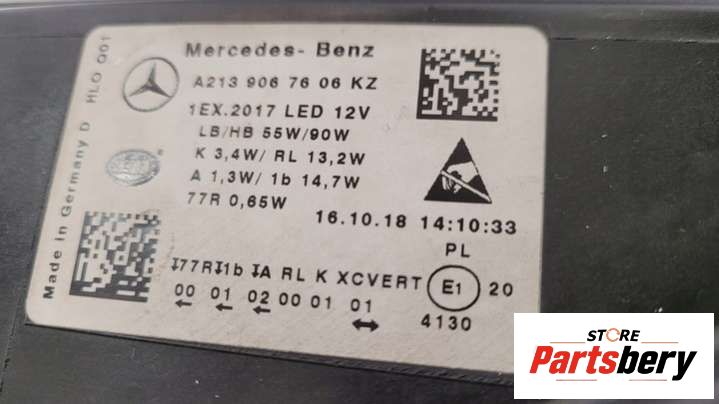 Mercedes-Benz
A213 906 76 06 KZ
1EX.2017 LED 12V
LB/HB 55W/90W
K 3,4W/ RL 13,2W
A 1,3W/ 1b 14,7W
77R 0,65W
16.10.18 14:10:33
PL
77R 1b IA RL K XCVERT E1 20
00 01 02 00 01 01
4130
Made in Germany D HLO 001
STORE
Partsbery